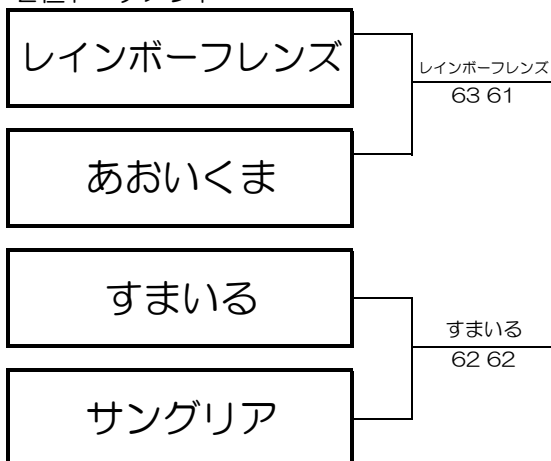 レインボーフレンズ
レインボーフレンズ
63 61
あおいくま
すまいる
すまいる
62 62
サングリア